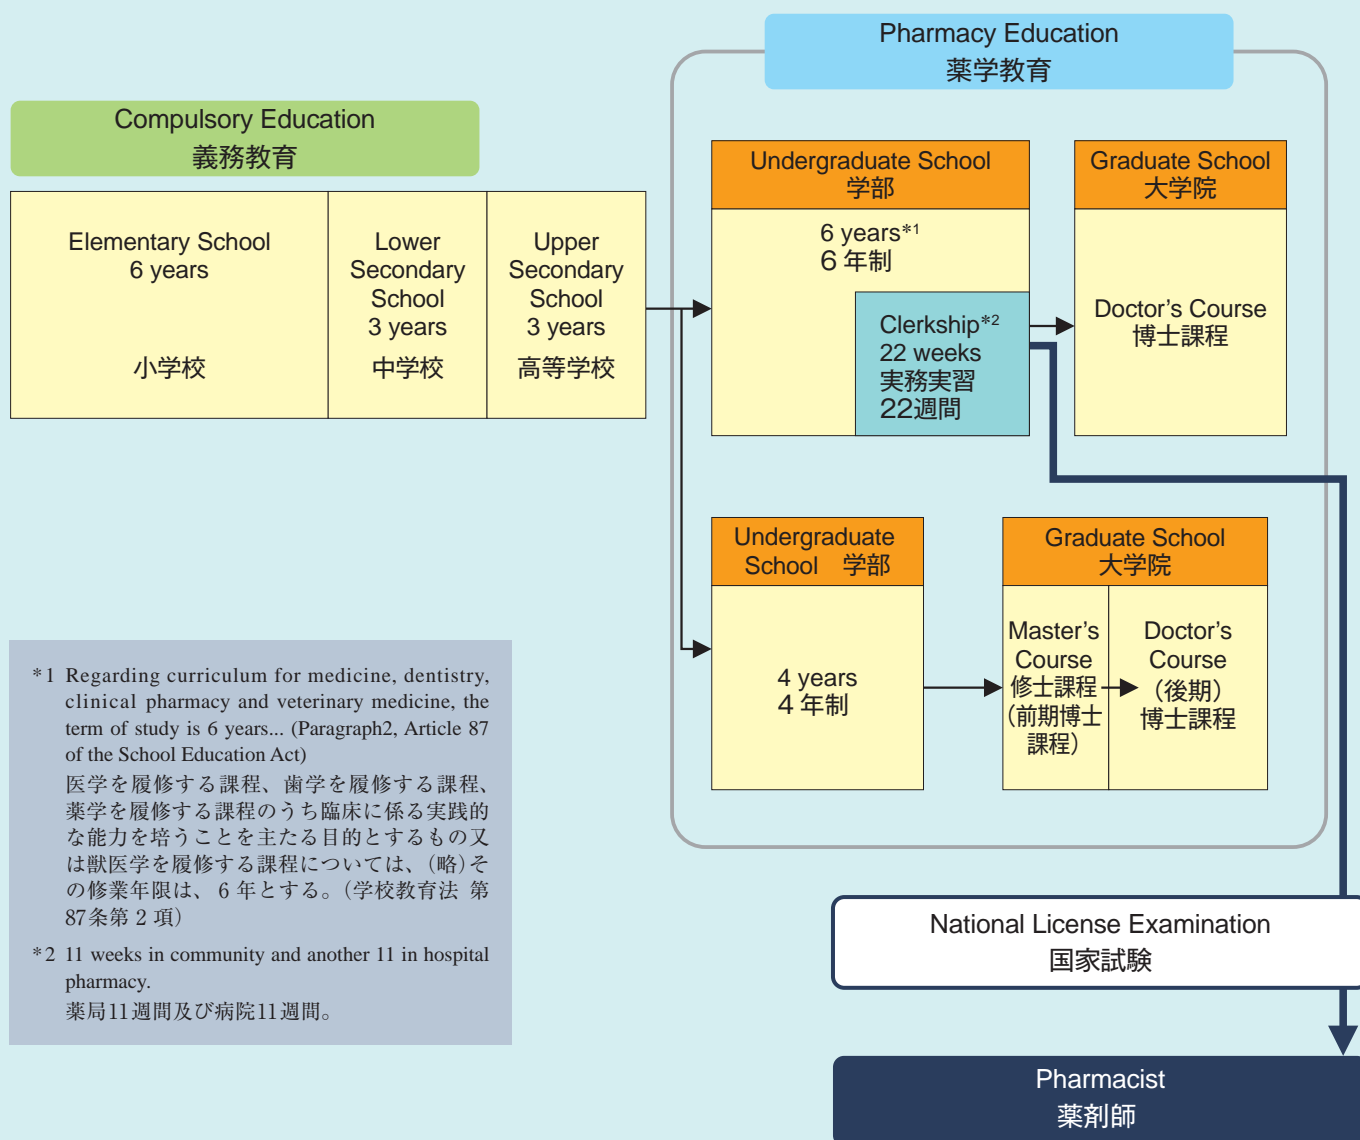 Pharmacy Education
薬学教育
Compulsory Education
義務教育
Elementary School
6 years
小学校
Lower
Secondary
School
3 years
中学校
Upper
Secondary
School
3 years
高等学校
Undergraduate School
学部
6 years*1
6 年制
Clerkship*2
22 weeks
実務実習
22週間
Graduate School
大学院
Doctor's Course
博士課程
Undergraduate
School 学部
4 years
4 年制
Graduate School
大学院
Master's
Course
修士課程
(前期博士
課程)
Doctor's
Course
(後期)
博士課程
*1 Regarding curriculum for medicine, dentistry,
clinical pharmacy and veterinary medicine, the
term of study is 6 years... (Paragraph2, Article 87
of the School Education Act)
医学を履修する課程、歯学を履修する課程、
薬学を履修する課程のうち臨床に係る実践的
な能力を培うことを主たる目的とするもの又
は獣医学を履修する課程については、(略)そ
の修業年限は、6 年とする。(学校教育法 第
87条第 2 項)
*2 11 weeks in community and another 11 in hospital
pharmacy.
薬局11週間及び病院11週間。
National License Examination
国家試験
Pharmacist
薬剤師